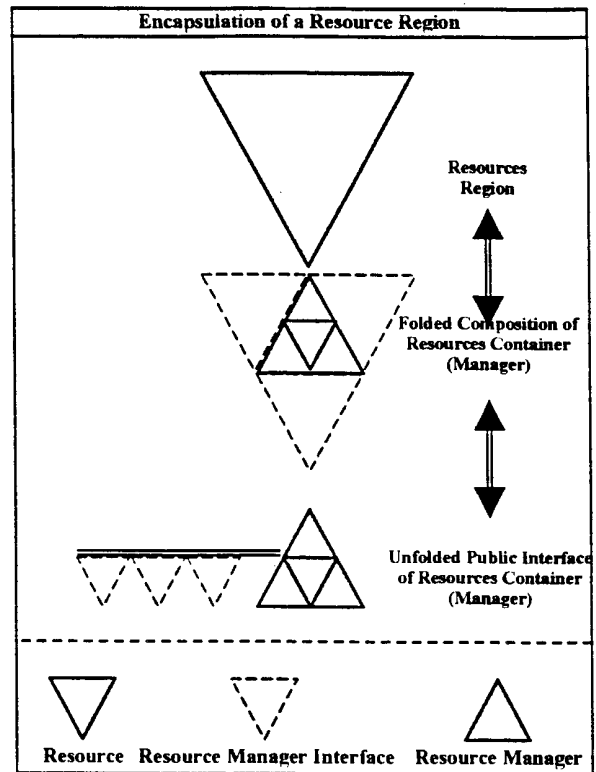 Encapsulation of a Resource Region
Resources
Region
Folded Composition of
Resources Container
(Manager)
Unfolded Public Interface
of Resources Container
(Manager)
Resource
Resource Manager Interface
Resource Manager